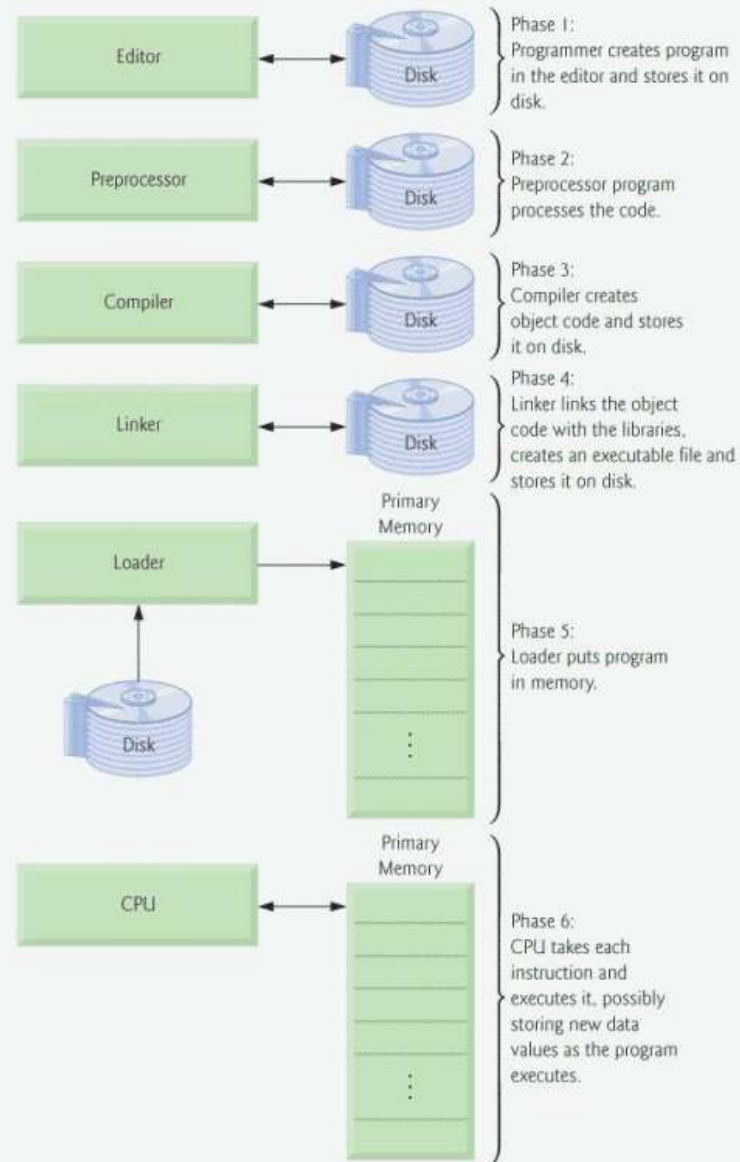 Editor
Disk
Phase 1:
Programmer creates program
in the editor and stores it on
disk.
Preprocessor
Disk
Phase 2:
Preprocessor program
processes the code.
Compiler
Disk
Phase 3:
Compiler creates
object code and stores
it on disk.
Linker
Disk
Phase 4:
Linker links the object
code with the libraries,
creates an executable file and
stores it on disk.
Primary
Memory
Loader
Disk
Phase 5:
Loader puts program
in memory.
Primary
Memory
CPU
Phase 6:
CPU takes each
instruction and
executes it, possibly
storing new data
values as the program
executes.